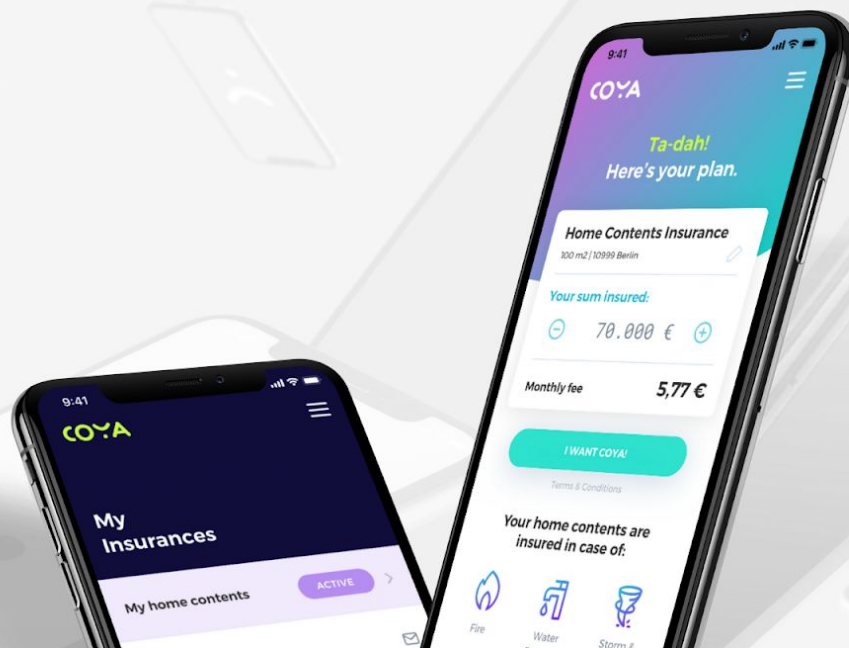 9:41
COYA
My
Insurances
My home contents
ACTIVE
9:41
COYA
Ta-dah!
Here's your plan.
Home Contents Insurance
100 m2 | 10999 Berlin
Your sum insured:
70.000 €
Monthly fee
5,77 €
I WANT COYA!
Terms & Conditions
Your home contents are
insured in case of:
Fire
Water
Storm &